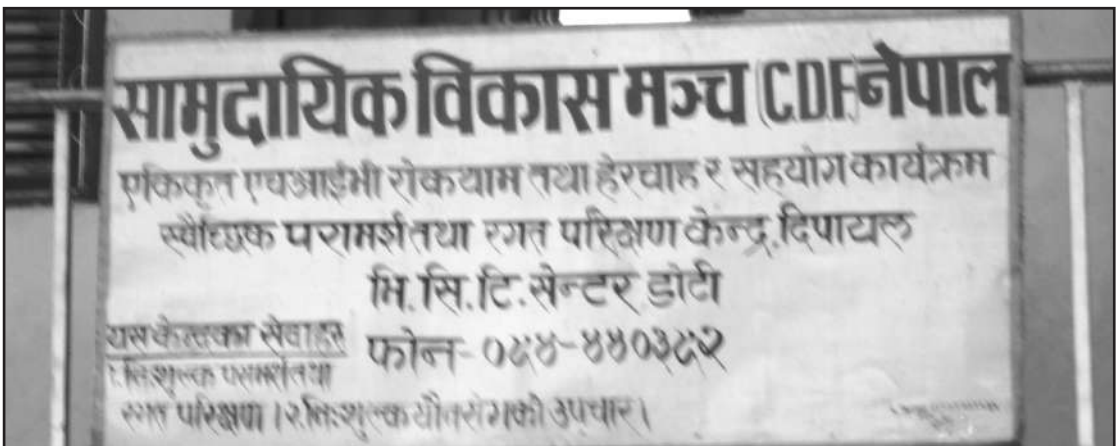 सामुदायिक विकास मञ्च (C.D.F.) नेपाल
एकिकृत एचआईभी रोकथाम तथा हेरचाह र सहयोग कार्यक्रम
स्वैच्छिक परामर्श तथा रगत परिक्षण केन्द्र, दिपायल
भि. सि. टि. सेन्टर, डोटी
यस केन्द्रका सेवाहरु
फोन- ०९४-४४०३८२
१. निःशुल्क परामर्श तथा
रगत परिक्षण । २. निःशुल्क यौनरोगको उपचार ।